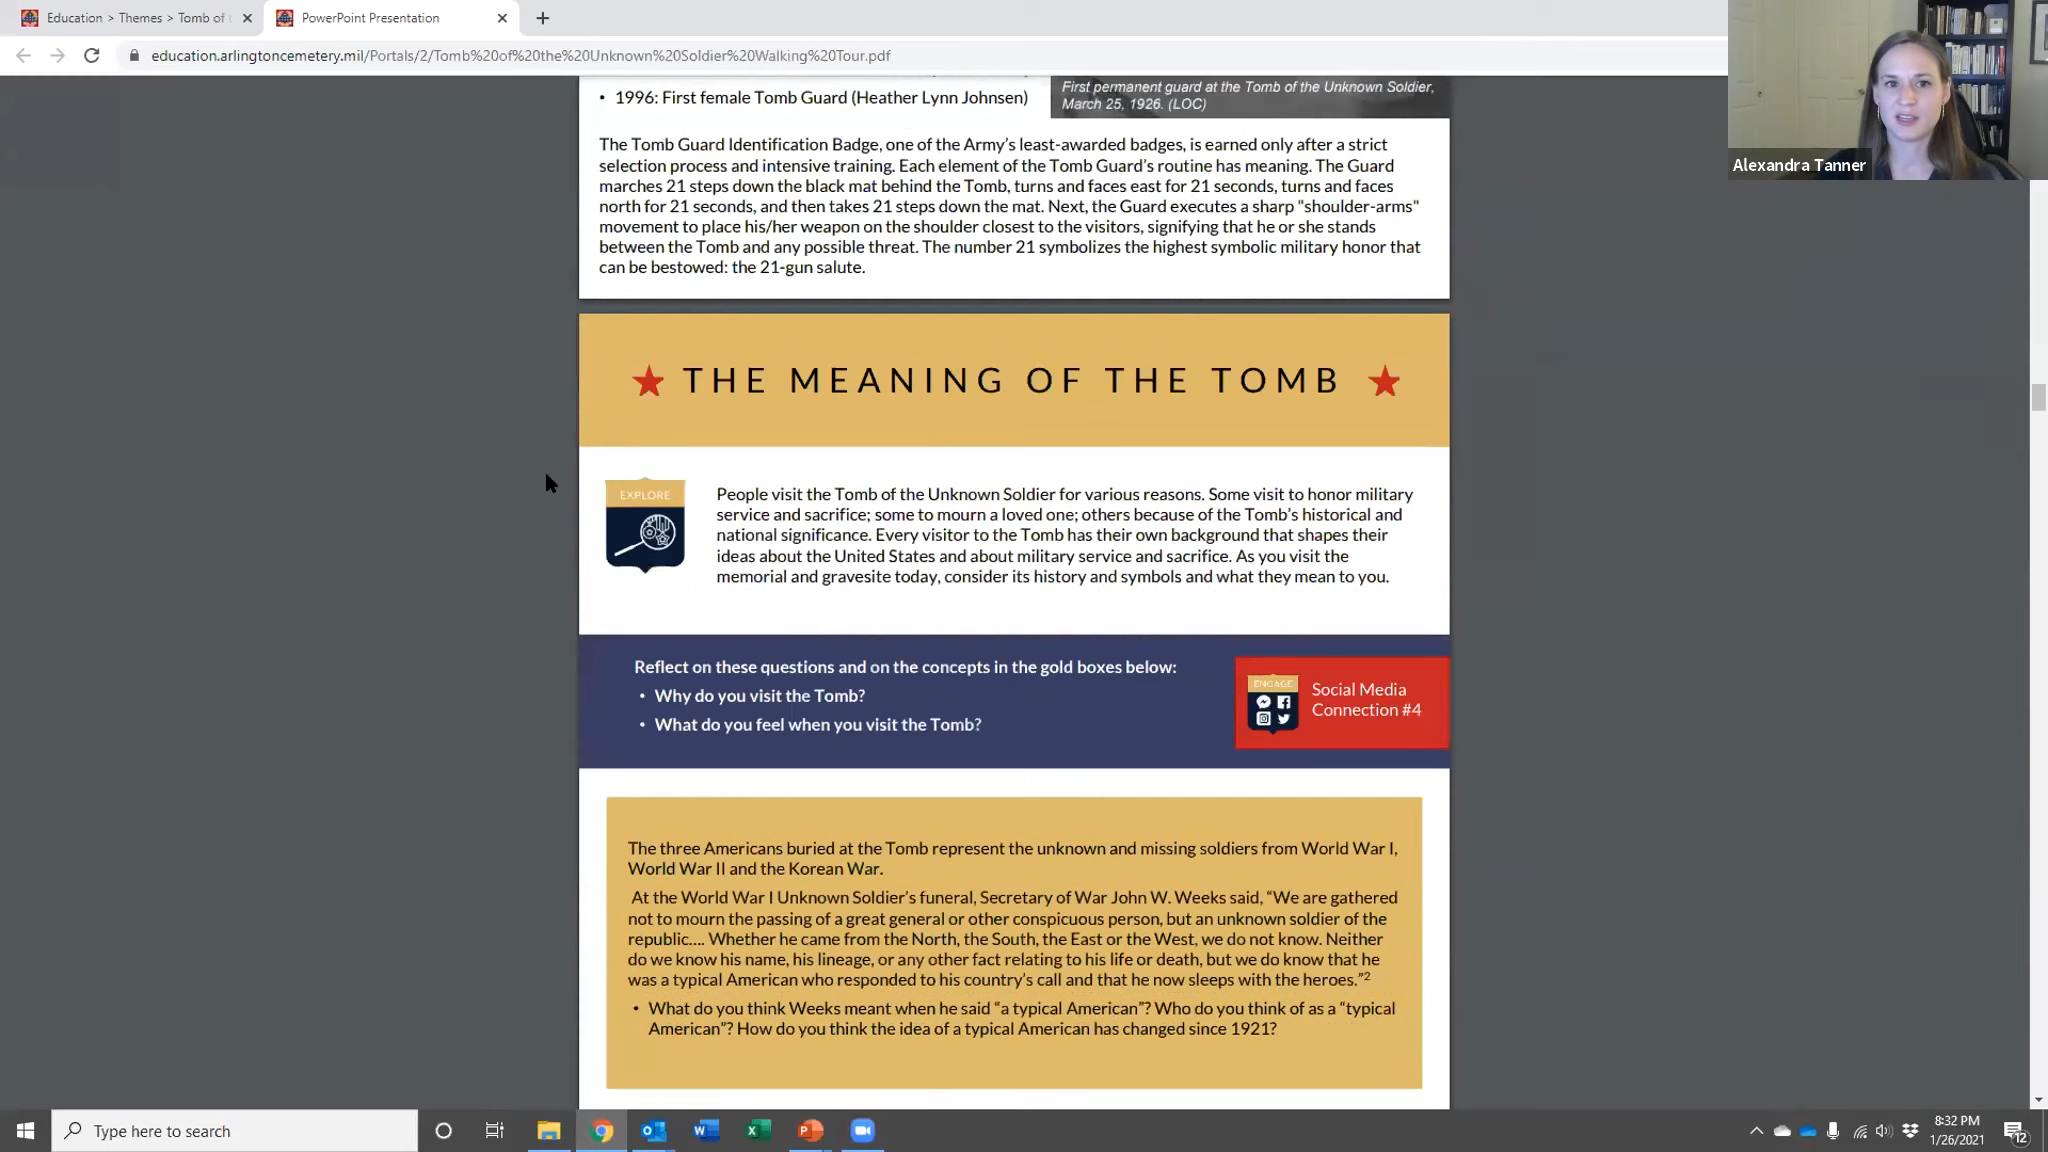 Education > Themes > Tomb of
PowerPoint Presentation
education.arlingtoncemetery.mil/Portals/2/Tomb%20of%20the%20Unknown%20Soldier%20Walking%20Tour.pdf
Alexandra Tanner
• 1996: First female Tomb Guard (Heather Lynn Johnsen)
First permanent guard at the Tomb of the Unknown Soldier,
March 25, 1926. (LOC)
The Tomb Guard Identification Badge, one of the Army's least-awarded badges, is earned only after a strict
selection process and intensive training. Each element of the Tomb Guard's routine has meaning. The Guard
marches 21 steps down the black mat behind the Tomb, turns and faces east for 21 seconds, turns and faces
north for 21 seconds, and then takes 21 steps down the mat. Next, the Guard executes a sharp "shoulder-arms"
movement to place his/her weapon on the shoulder closest to the visitors, signifying that he or she stands
between the Tomb and any possible threat. The number 21 symbolizes the highest symbolic military honor that
can be bestowed: the 21-gun salute.
THE MEANING OF THE TOMB
EXPLORE
People visit the Tomb of the Unknown Soldier for various reasons. Some visit to honor military
service and sacrifice; some to mourn a loved one; others because of the Tomb's historical and
national significance. Every visitor to the Tomb has their own background that shapes their
ideas about the United States and about military service and sacrifice. As you visit the
memorial and gravesite today, consider its history and symbols and what they mean to you.
Reflect on these questions and on the concepts in the gold boxes below:
• Why do you visit the Tomb?
• What do you feel when you visit the Tomb?
ENGAGE
Social Media
Connection #4
The three Americans buried at the Tomb represent the unknown and missing soldiers from World War I,
World War II and the Korean War.
At the World War I Unknown Soldier's funeral, Secretary of War John W. Weeks said, “We are gathered
not to mourn the passing of a great general or other conspicuous person, but an unknown soldier of the
republic.... Whether he came from the North, the South, the East or the West, we do not know. Neither
do we know his name, his lineage, or any other fact relating to his life or death, but we do know that he
was a typical American who responded to his country's call and that he now sleeps with the heroes.”²
• What do you think Weeks meant when he said “a typical American”? Who do you think of as a “typical
American”? How do you think the idea of a typical American has changed since 1921?
Type here to search
8:32 PM
1/26/2021
12